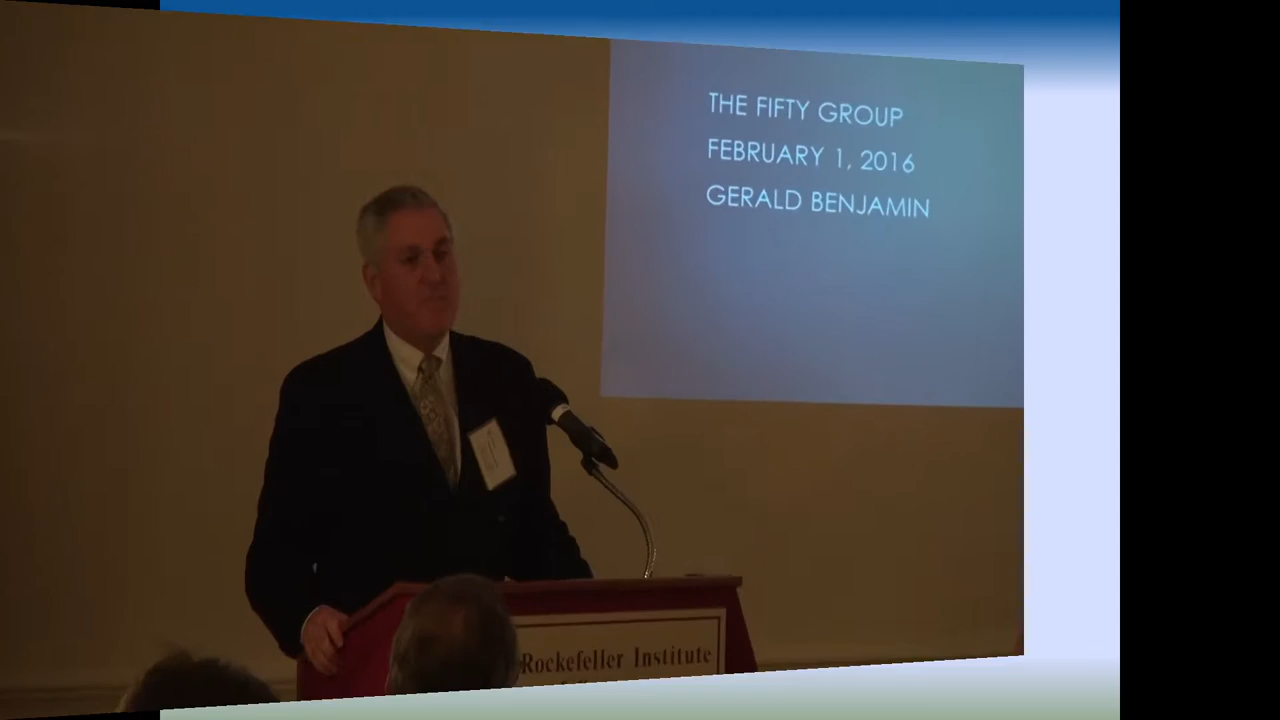 THE FIFTY GROUP
FEBRUARY 1, 2016
GERALD BENJAMIN
Rockefeller Institute